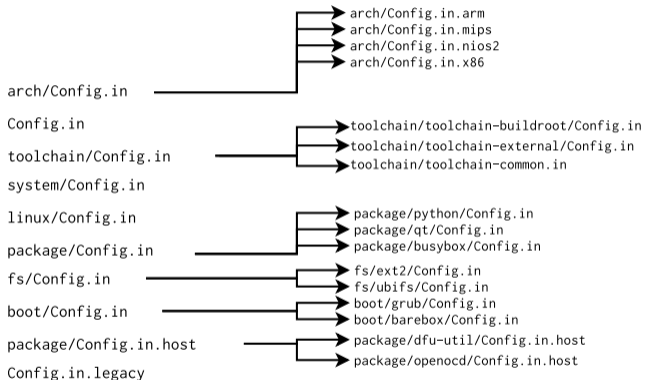 arch/Config.in.arm
arch/Config.in.mips
arch/Config.in.nios2
arch/Config.in.x86
arch/Config.in
Config.in
toolchain/toolchain-buildroot/Config.in
toolchain/toolchain-external/Config.in
toolchain/Config.in
toolchain/toolchain-common.in
system/Config.in
linux/Config.in
package/python/Config.in
package/qt/Config.in
package/busybox/Config.in
package/Config.in
fs/ext2/Config.in
fs/Config.in
fs/ubifs/Config.in
boot/grub/Config.in
boot/Config.in
boot/barebox/Config.in
package/dfu-util/Config.in.host
package/Config.in.host
package/openocd/Config.in.host
Config.in.legacy